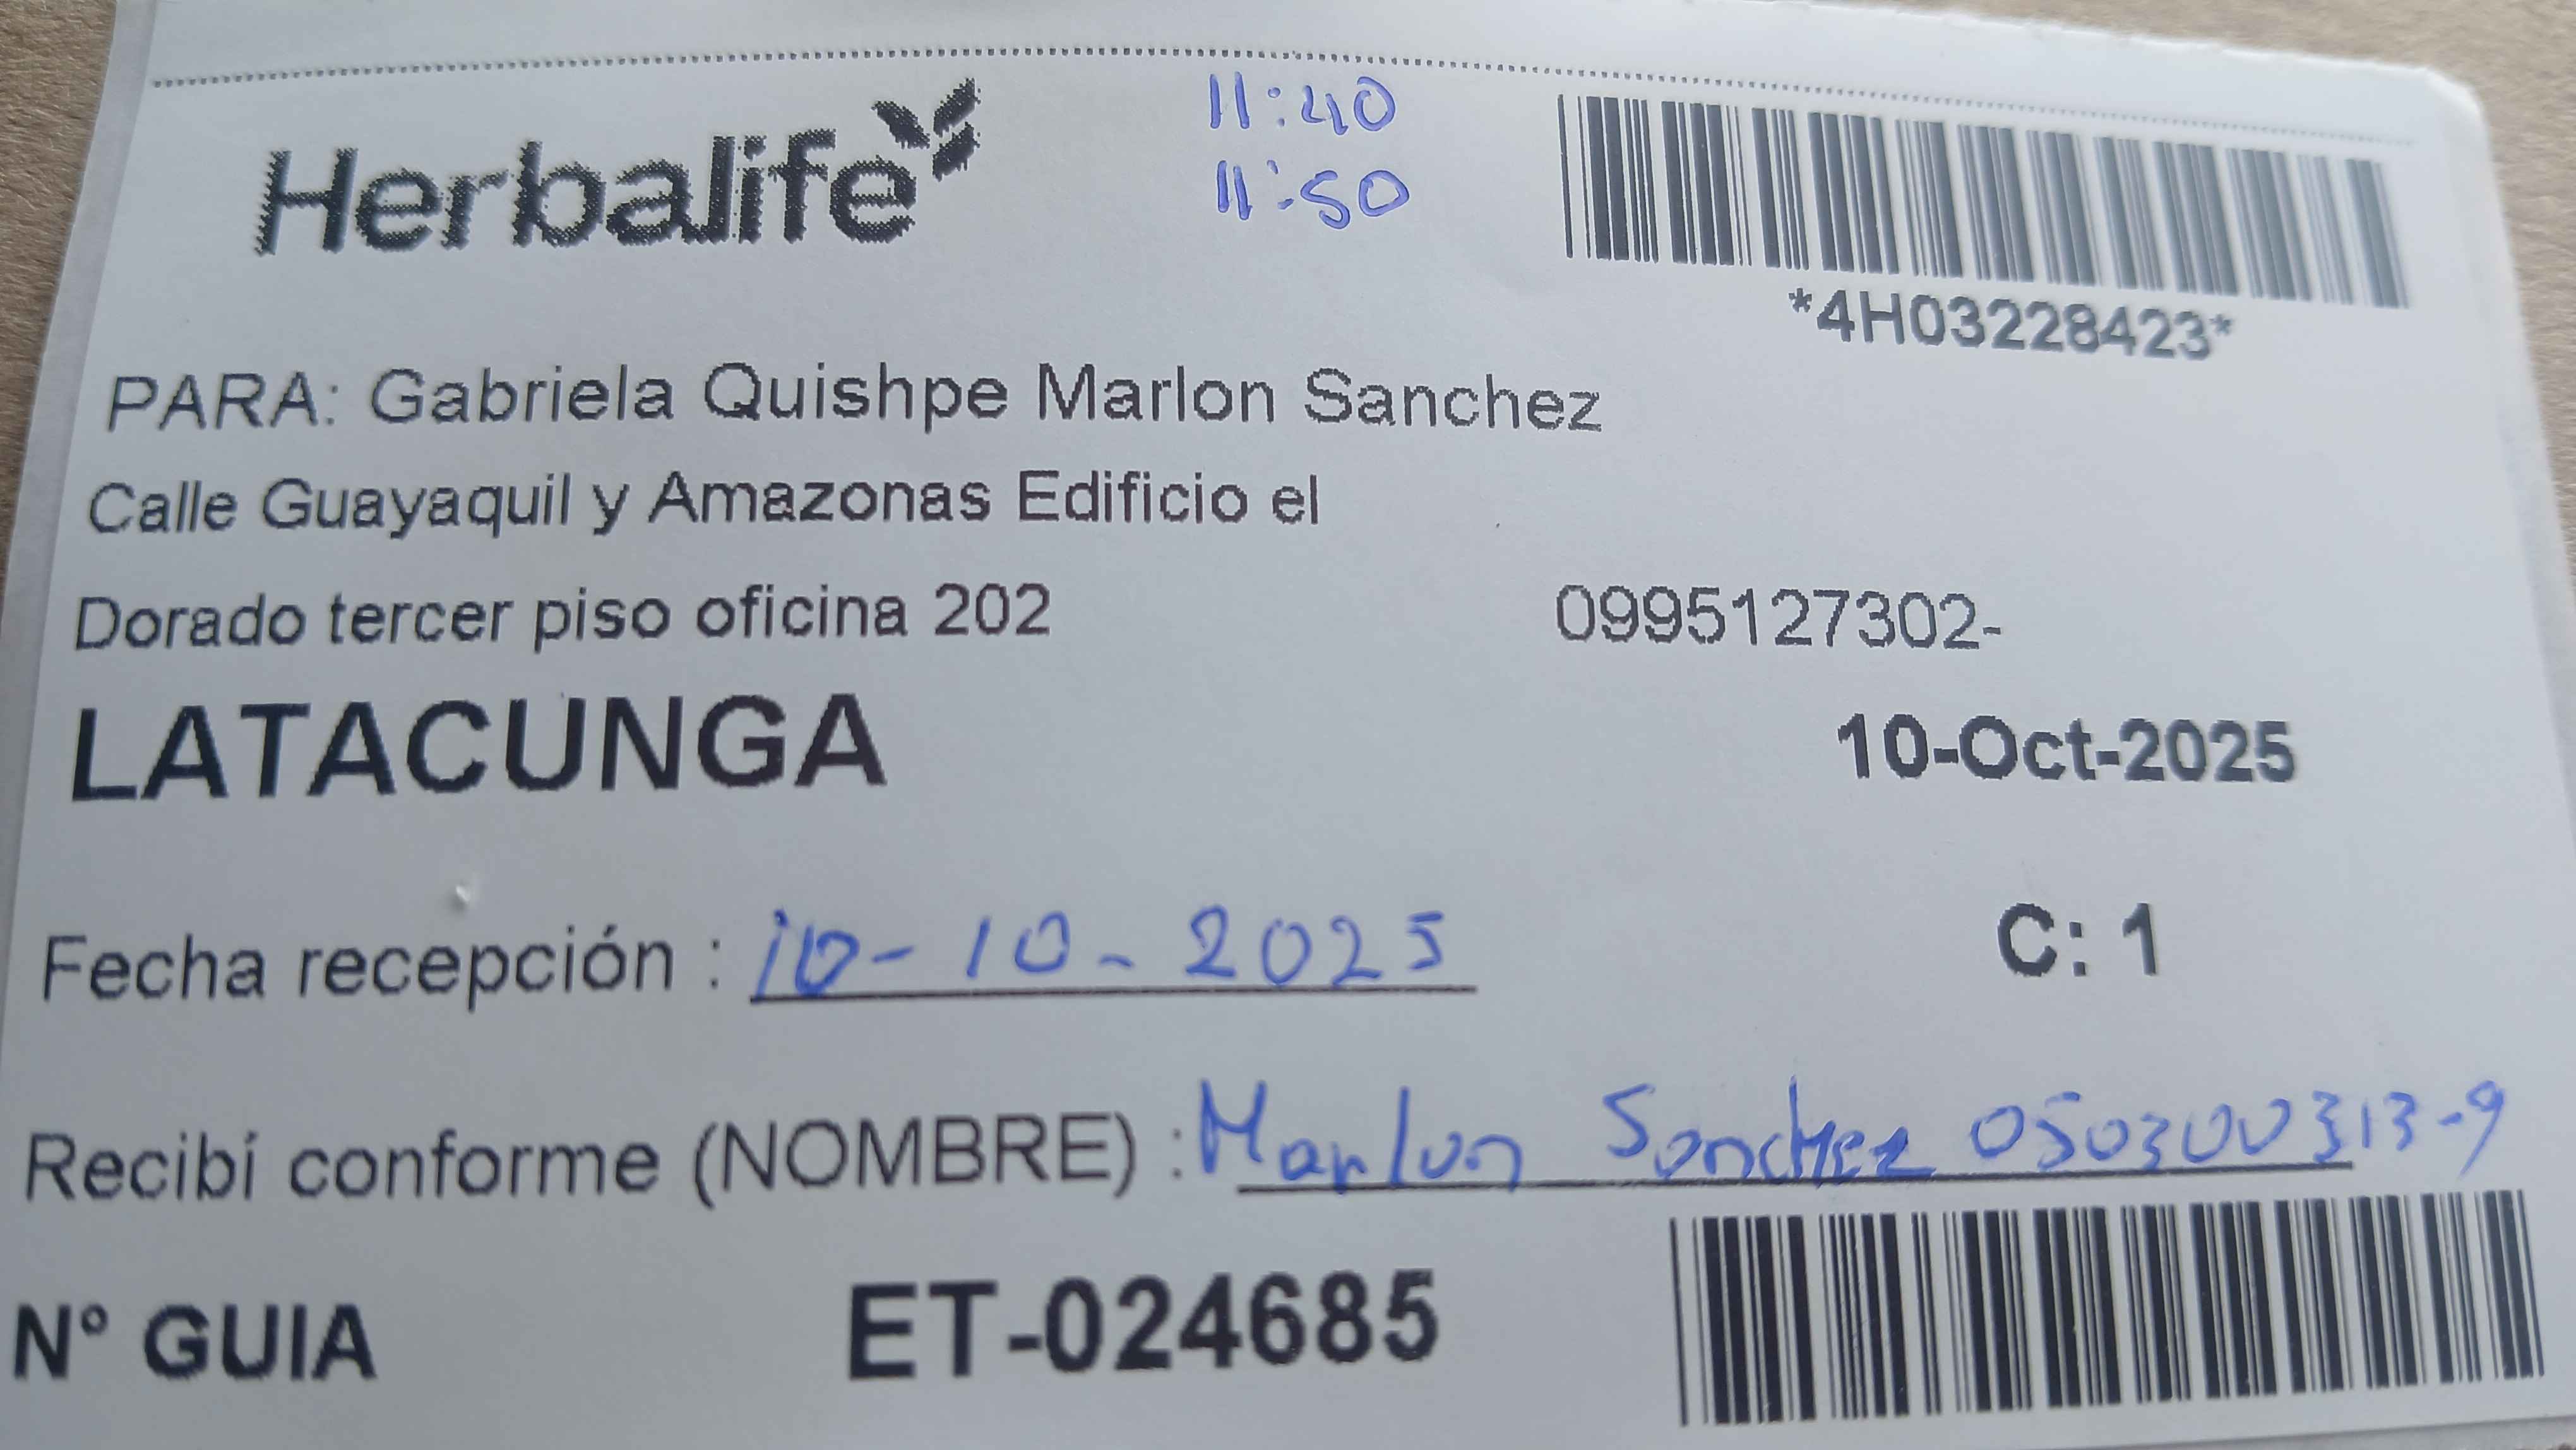 Herbalife
11:40
11:50
*4H03228423*
PARA: Gabriela Quishpe Marlon Sanchez
Calle Guayaquil y Amazonas Edificio el
Dorado tercer piso oficina 202
0995127302-
LATACUNGA
10-Oct-2025
Fecha recepción : 10-10-2025
C: 1
Recibí conforme (NOMBRE) : Marlon Sanchez 050300313-9
N° GUIA
ET-024685